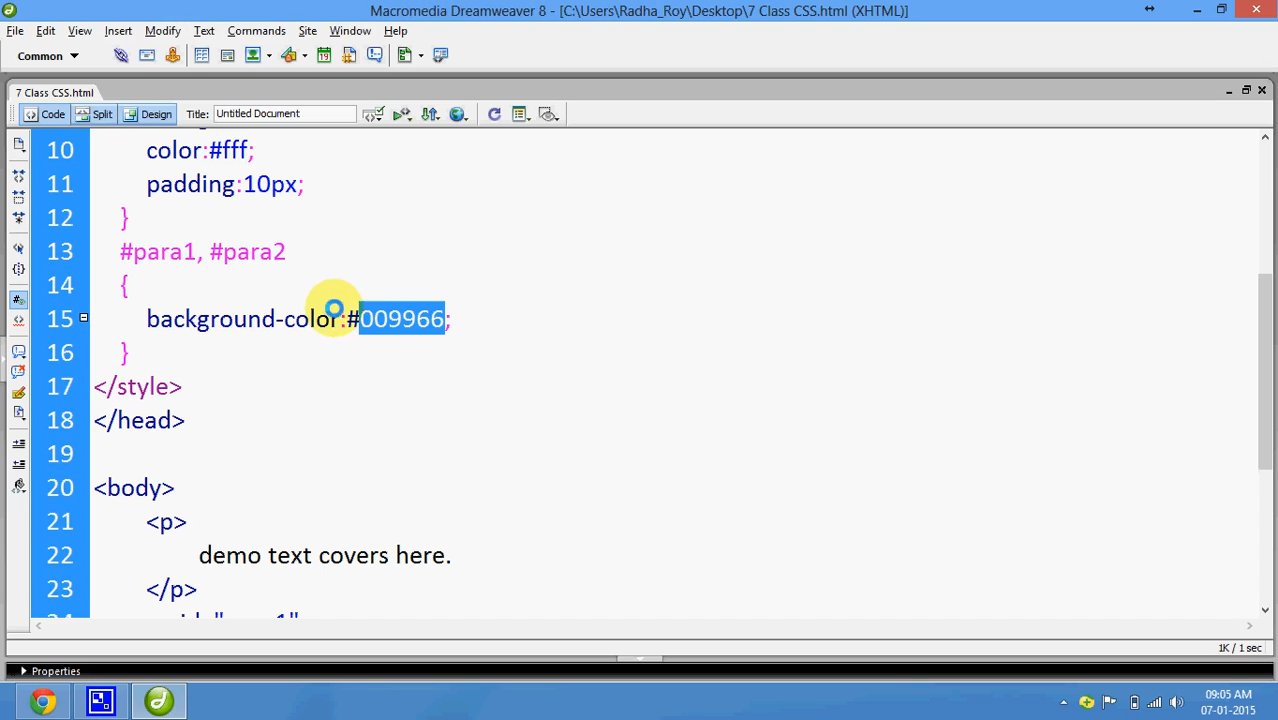 Macromedia Dreamweaver 8 - [C:\Users\Radha_Roy\Desktop\7 Class CSS.html (XHTML)]
File Edit View Insert Modify Text Commands Site Window Help
Common
7 Class CSS.html
Code Split Design Title: Untitled Document
10 color:#fff;
11 padding:10px;
12 }
13 #para1, #para2
14 {
15 background-color:#009966;
16 }
17 </style>
18 </head>
19
20 <body>
21 <p>
22 demo text covers here.
23 </p>
1K / 1 sec
Properties
09:05 AM
07-01-2015